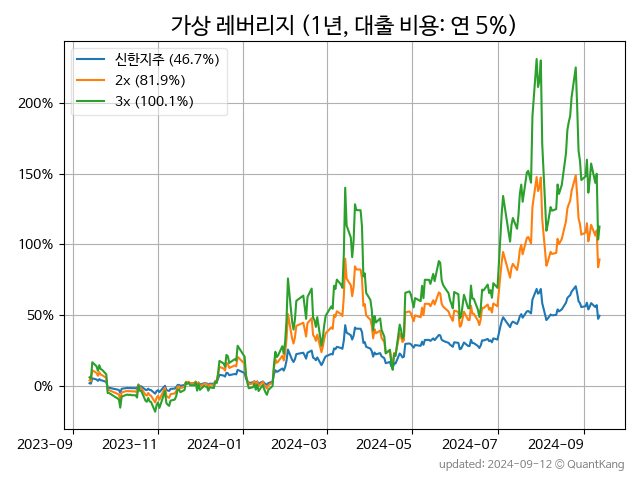 가상 레버리지 (1년, 대출 비용: 연 5%)
신한지주 (46.7%)
2x (81.9%)
3x (100.1%)
200%
150%
100%
50%
0%
2023-09 2023-11 2024-01 2024-03 2024-05 2024-07 2024-09
updated: 2024-09-12 © QuantKang